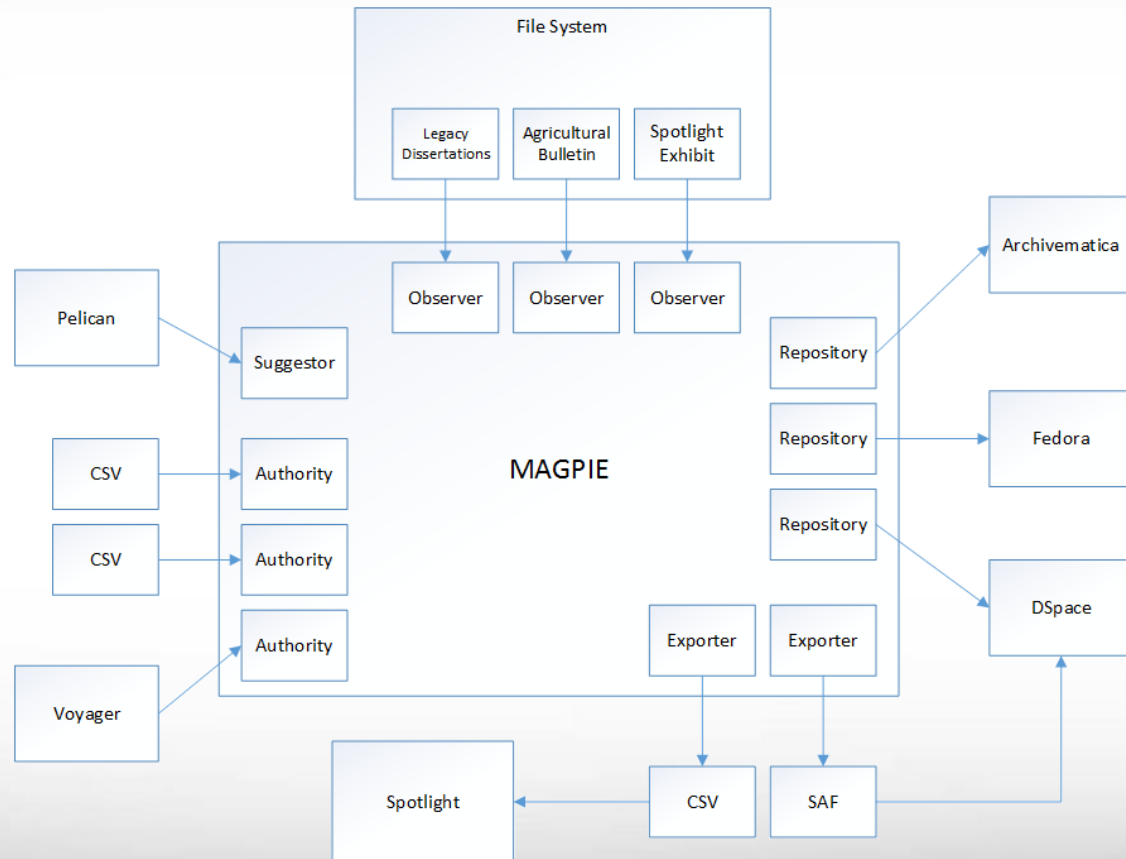 File System
Legacy
Dissertations
Agricultural
Bulletin
Spotlight
Exhibit
Archivematica
Observer
Observer
Observer
Pelican
Suggestor
Repository
Repository
Fedora
CSV
Authority
MAGPIE
Repository
CSV
Authority
DSpace
Authority
Exporter
Exporter
Voyager
Spotlight
CSV
SAF